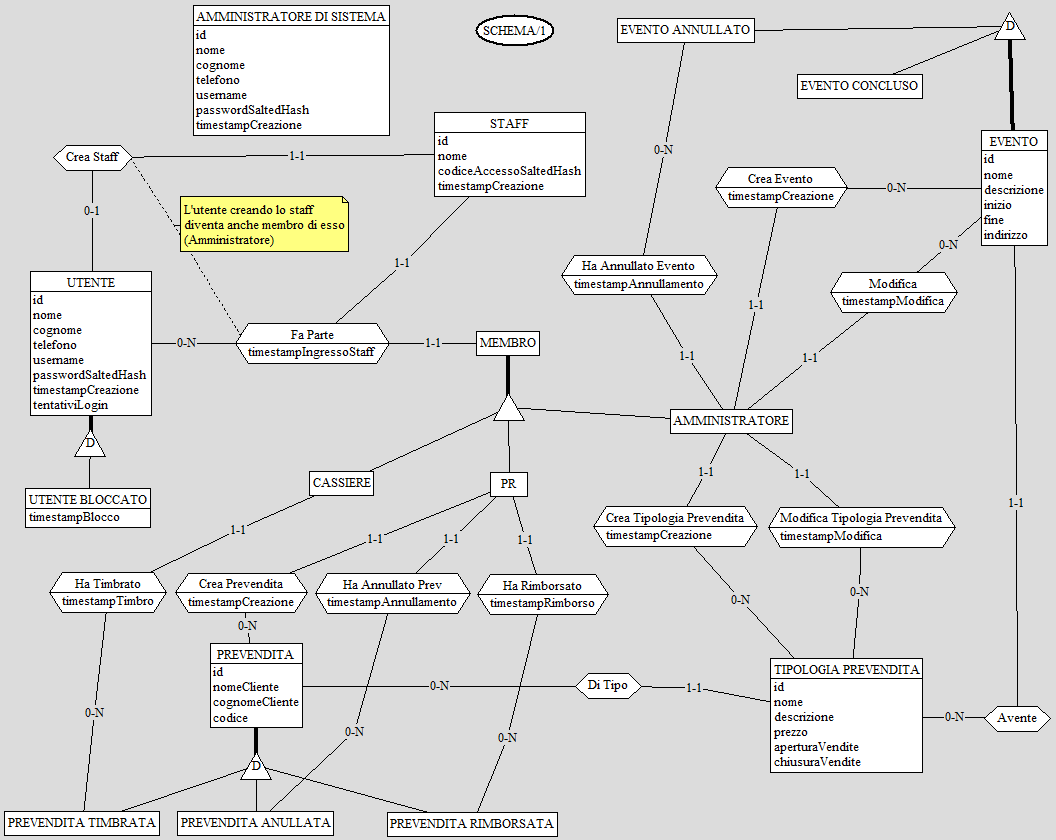 AMMINISTRATORE DI SISTEMA
id
nome
cognome
telefono
username
passwordSaltedHash
timestampCreazione
SCHEMA/1
EVENTO ANNULLATO
D
EVENTO CONCLUSO
STAFF
id
nome
codiceAccessoSaltedHash
timestampCreazione
EVENTO
id
nome
descrizione
inizio
fine
indirizzo
Crea Staff
1-1
0-1
0-N
Crea Evento
timestampCreazione
0-N
L'utente creando lo staff
diventa anche membro di esso
(Amministratore)
0-N
1-1
Ha Annullato Evento
timestampAnnullamento
Modifica
timestampModifica
UTENTE
id
nome
cognome
telefono
username
passwordSaltedHash
timestampCreazione
tentativiLogin
1-1
0-N
Fa Parte
timestampIngressoStaff
1-1
MEMBRO
1-1
1-1
AMMINISTRATORE
D
UTENTE BLOCCATO
timestampBlocco
CASSIERE
PR
1-1
1-1
1-1
Crea Tipologia Prevendita
timestampCreazione
Modifica Tipologia Prevendita
timestampModifica
1-1
1-1
1-1
1-1
Ha Timbrato
timestampTimbro
Crea Prevendita
timestampCreazione
Ha Annullato Prev
timestampAnnullamento
Ha Rimborsato
timestampRimborso
0-N
0-N
0-N
PREVENDITA
id
nomeCliente
cognomeCliente
codice
0-N
Di Tipo
1-1
TIPOLOGIA PREVENDITA
id
nome
descrizione
prezzo
aperturaVendite
chiusuraVendite
0-N
Avente
0-N
0-N
0-N
D
PREVENDITA TIMBRATA
PREVENDITA ANULLATA
PREVENDITA RIMBORSATA